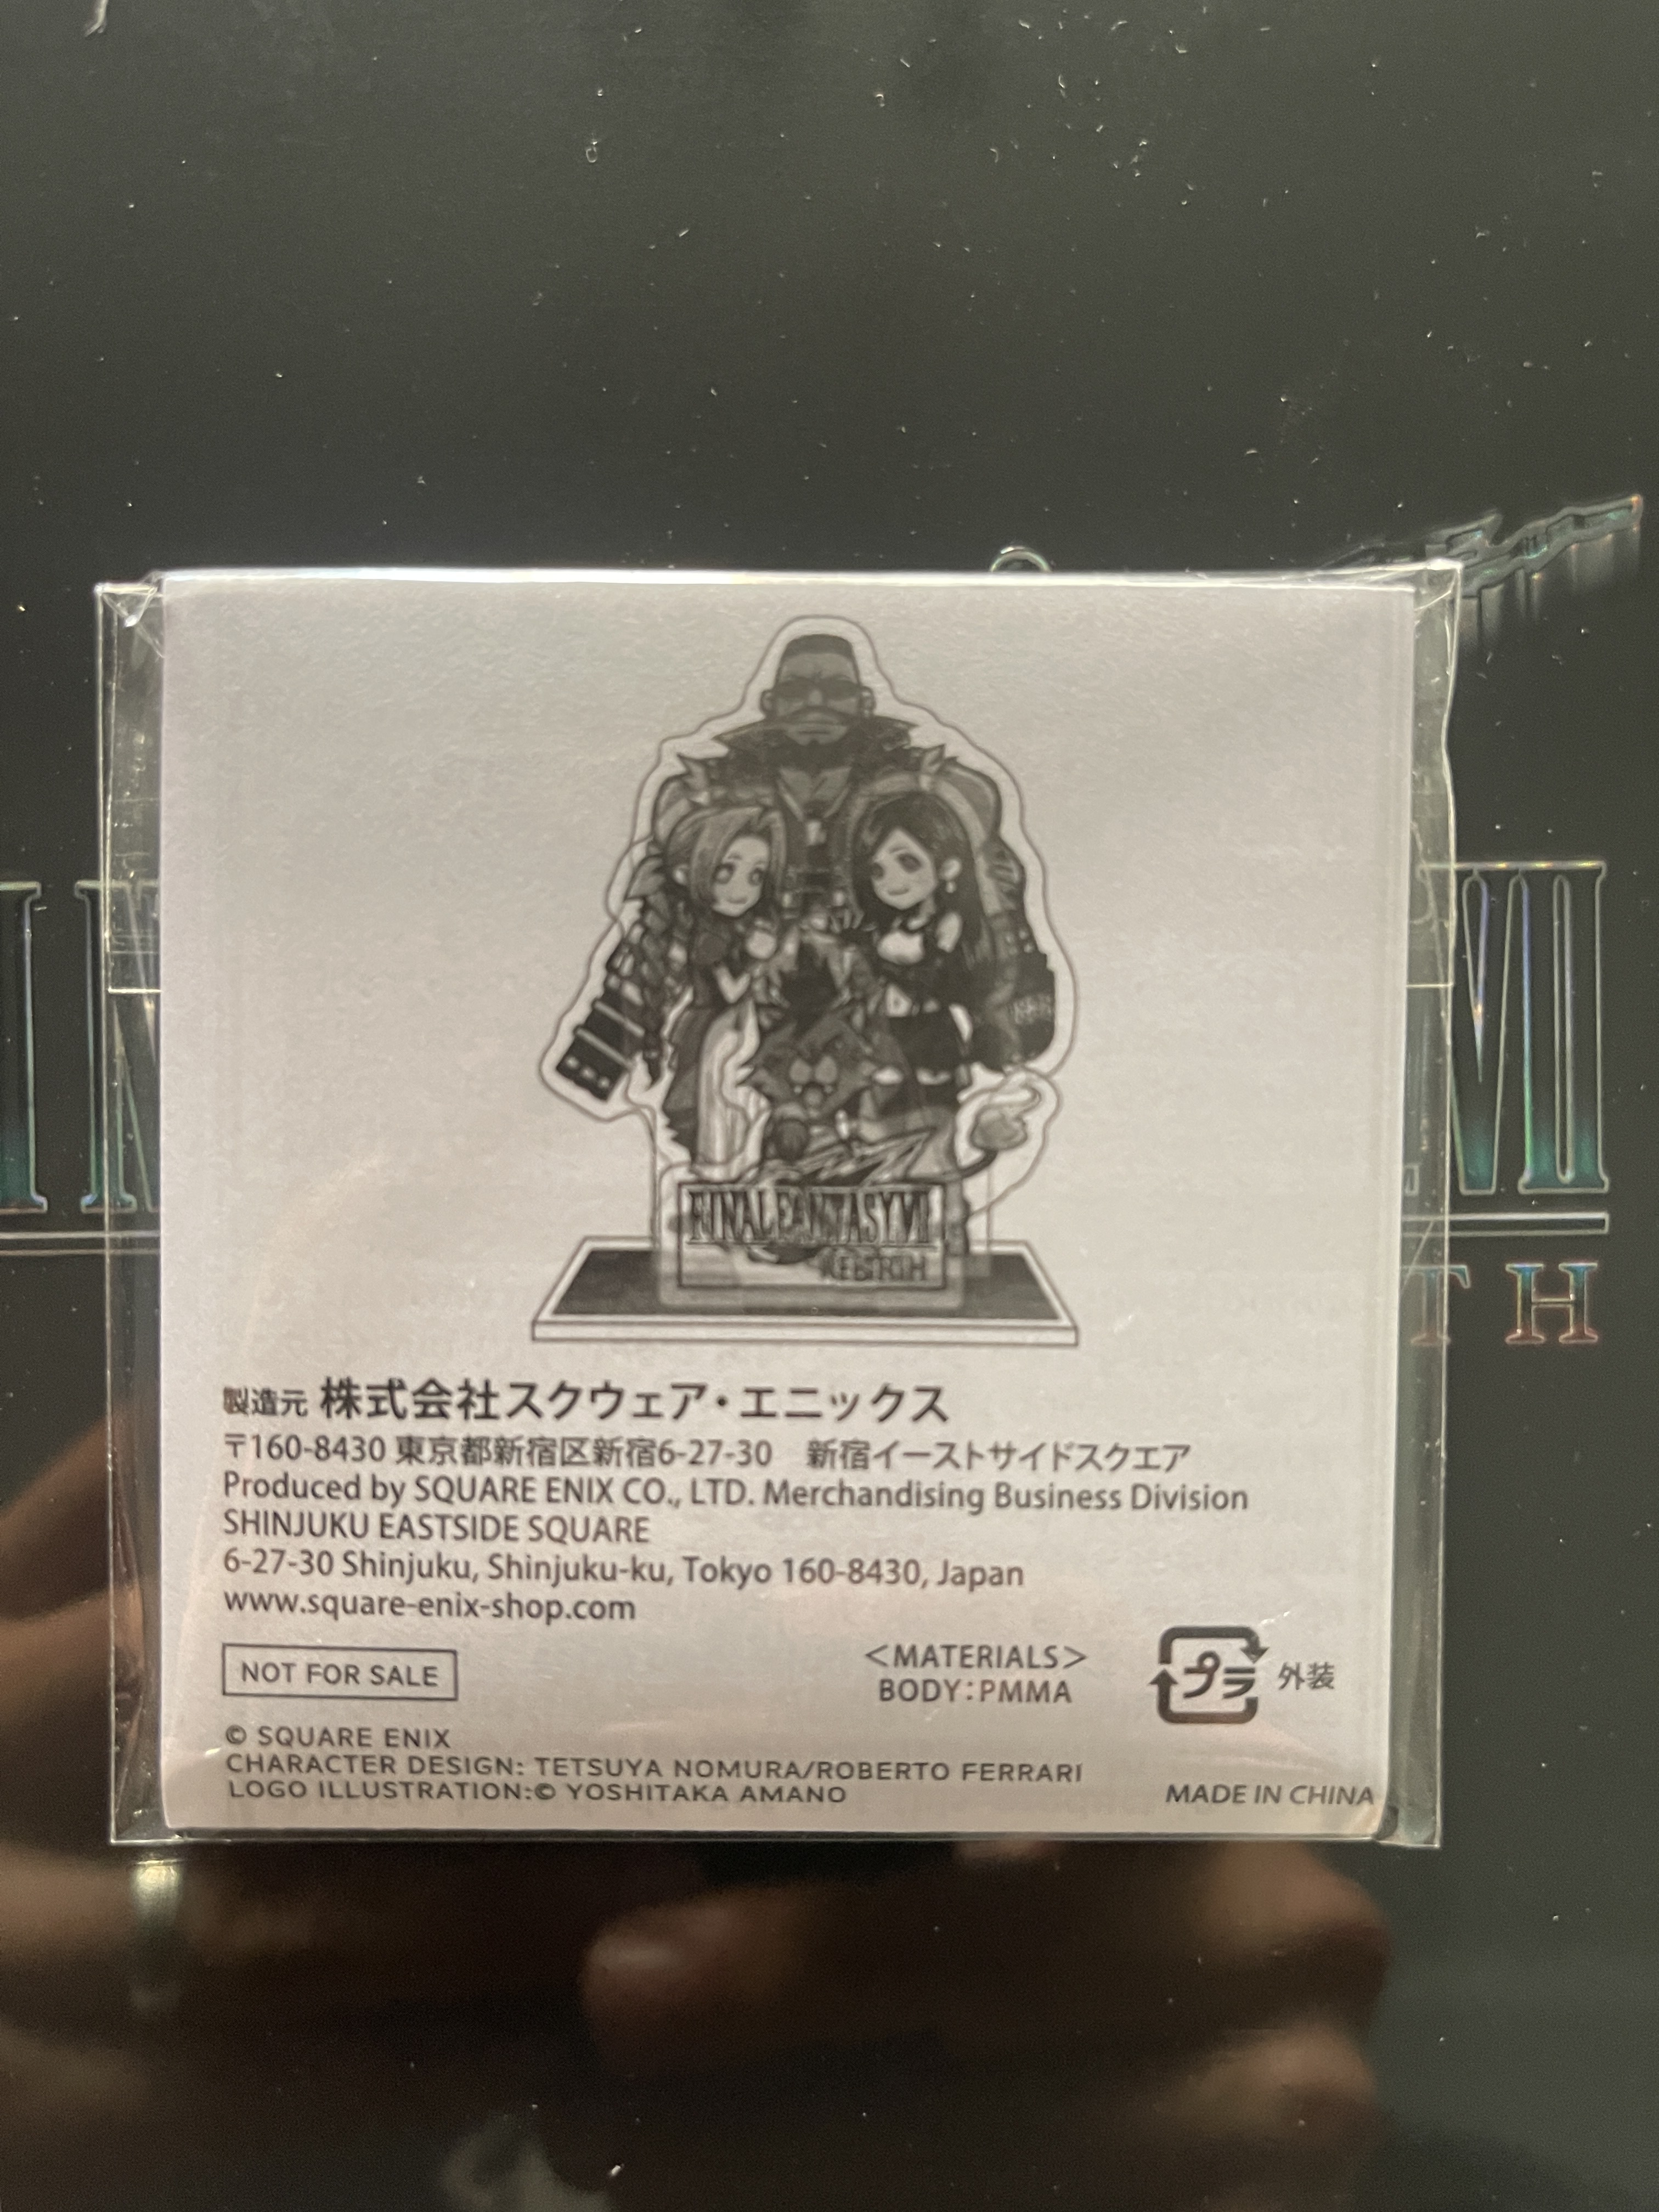 FINAL FANTASY VII
REBIRTH
製造元 株式会社スクウェア・エニックス
〒160-8430 東京都新宿区新宿6-27-30　新宿イーストサイドスクエア
Produced by SQUARE ENIX CO., LTD. Merchandising Business Division
SHINJUKU EASTSIDE SQUARE
6-27-30 Shinjuku, Shinjuku-ku, Tokyo 160-8430, Japan
www.square-enix-shop.com
NOT FOR SALE
<MATERIALS>
BODY:PMMA
プラ 外装
© SQUARE ENIX
CHARACTER DESIGN: TETSUYA NOMURA/ROBERTO FERRARI
LOGO ILLUSTRATION:© YOSHITAKA AMANO
MADE IN CHINA
TH